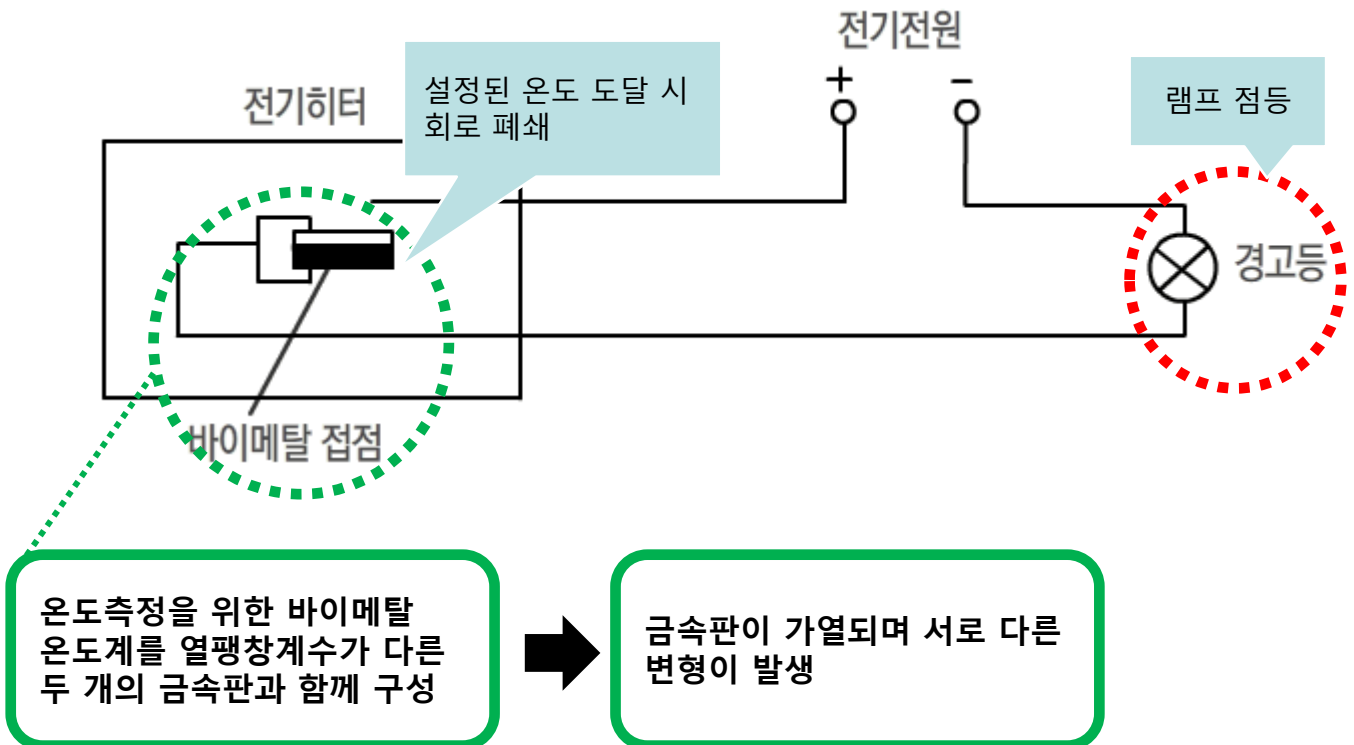 전기전원
+ -
전기히터
설정된 온도 도달 시
회로 폐쇄
램프 점등
경고등
바이메탈 접점
온도측정을 위한 바이메탈
온도계를 열팽창계수가 다른
두 개의 금속판과 함께 구성
금속판이 가열되며 서로 다른
변형이 발생